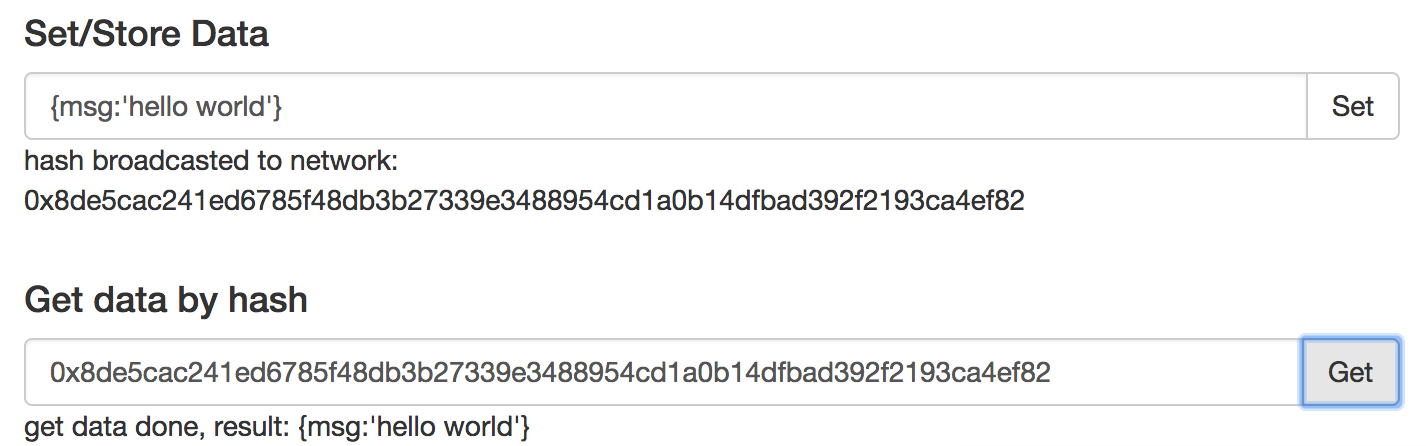 Set/Store Data
{msg:'hello world'} Set
hash broadcasted to network:
0x8de5cac241ed6785f48db3b27339e3488954cd1a0b14dfbad392f2193ca4ef82
Get data by hash
0x8de5cac241ed6785f48db3b27339e3488954cd1a0b14dfbad392f2193ca4ef82 Get
get data done, result: {msg:'hello world'}